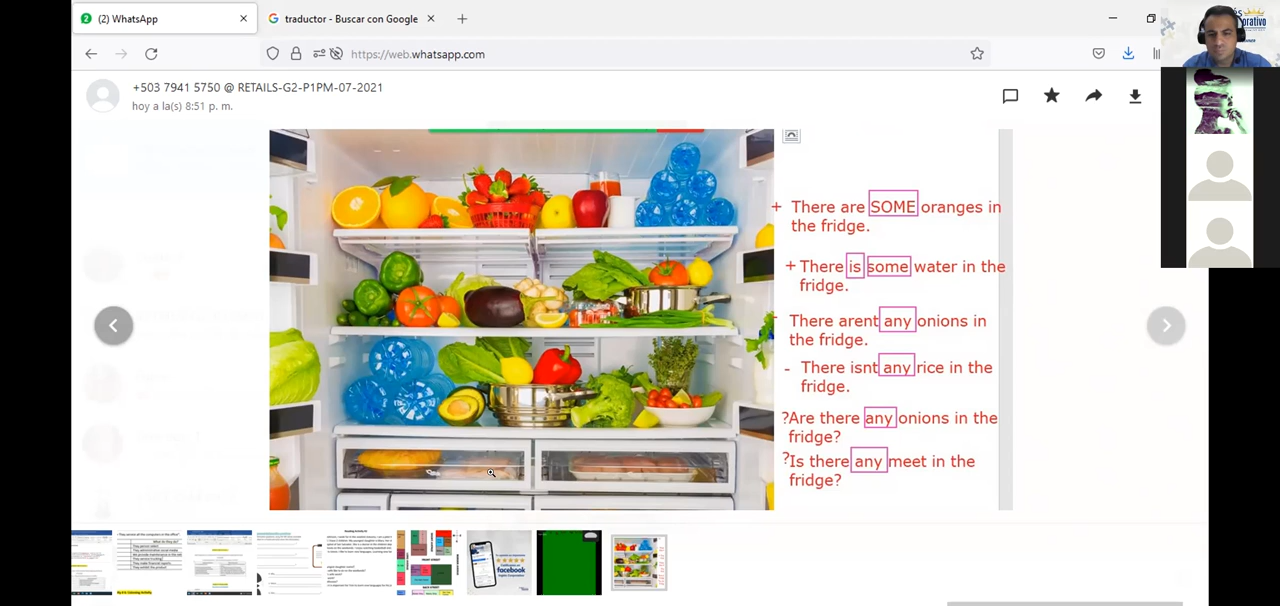 (2) WhatsApp
traductor - Buscar con Google
https://web.whatsapp.com
+503 7941 5750 @ RETAILS-G2-P1PM-07-2021
hoy a la(s) 8:51 p. m.
+ There are SOME oranges in
the fridge.
+ There is some water in the
fridge.
- There arent any onions in
the fridge.
- There isnt any rice in the
fridge.
?Are there any onions in the
fridge?
?Is there any meet in the
fridge?
facebook